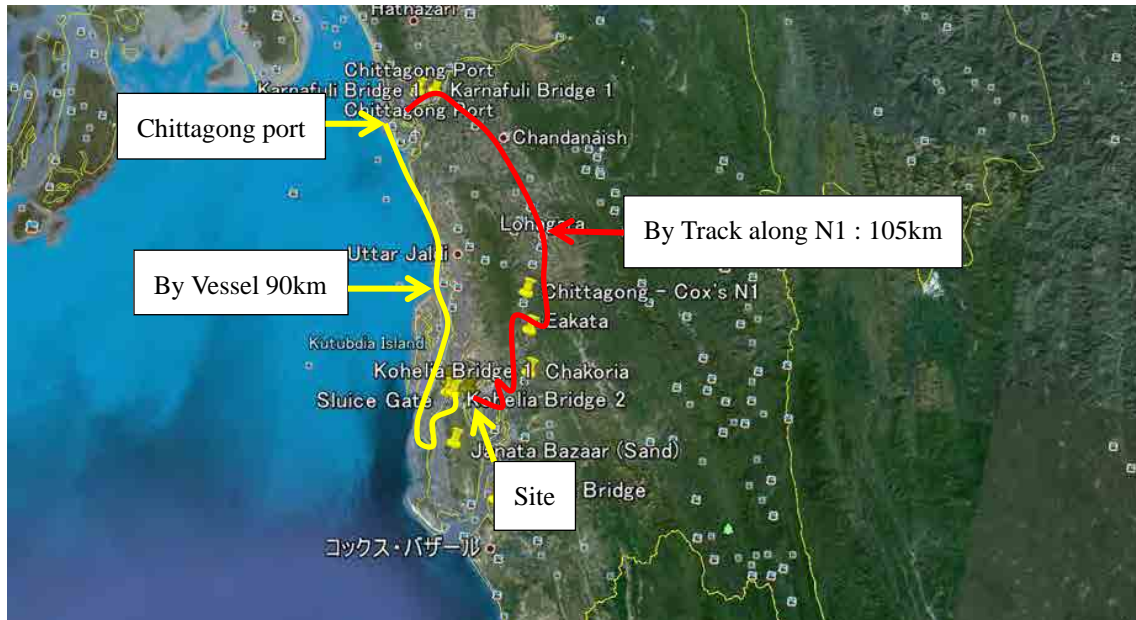 Hathazari
Chittagong Port
Karnafuli Bridge 1
Karnafuli Bridge 1
Chittagong Port
Chittagong port
Chandanaish
Lohagara
By Track along N1 : 105km
Uttar Jaldi
By Vessel 90km
Chittagong - Cox's N1
Eakata
Kutubdia Island
Kohelia Bridge 1
Chakoria
Sluice Gate
Kohelia Bridge 2
Janata Bazaar (Sand)
Site
Bridge
コックス・バザール